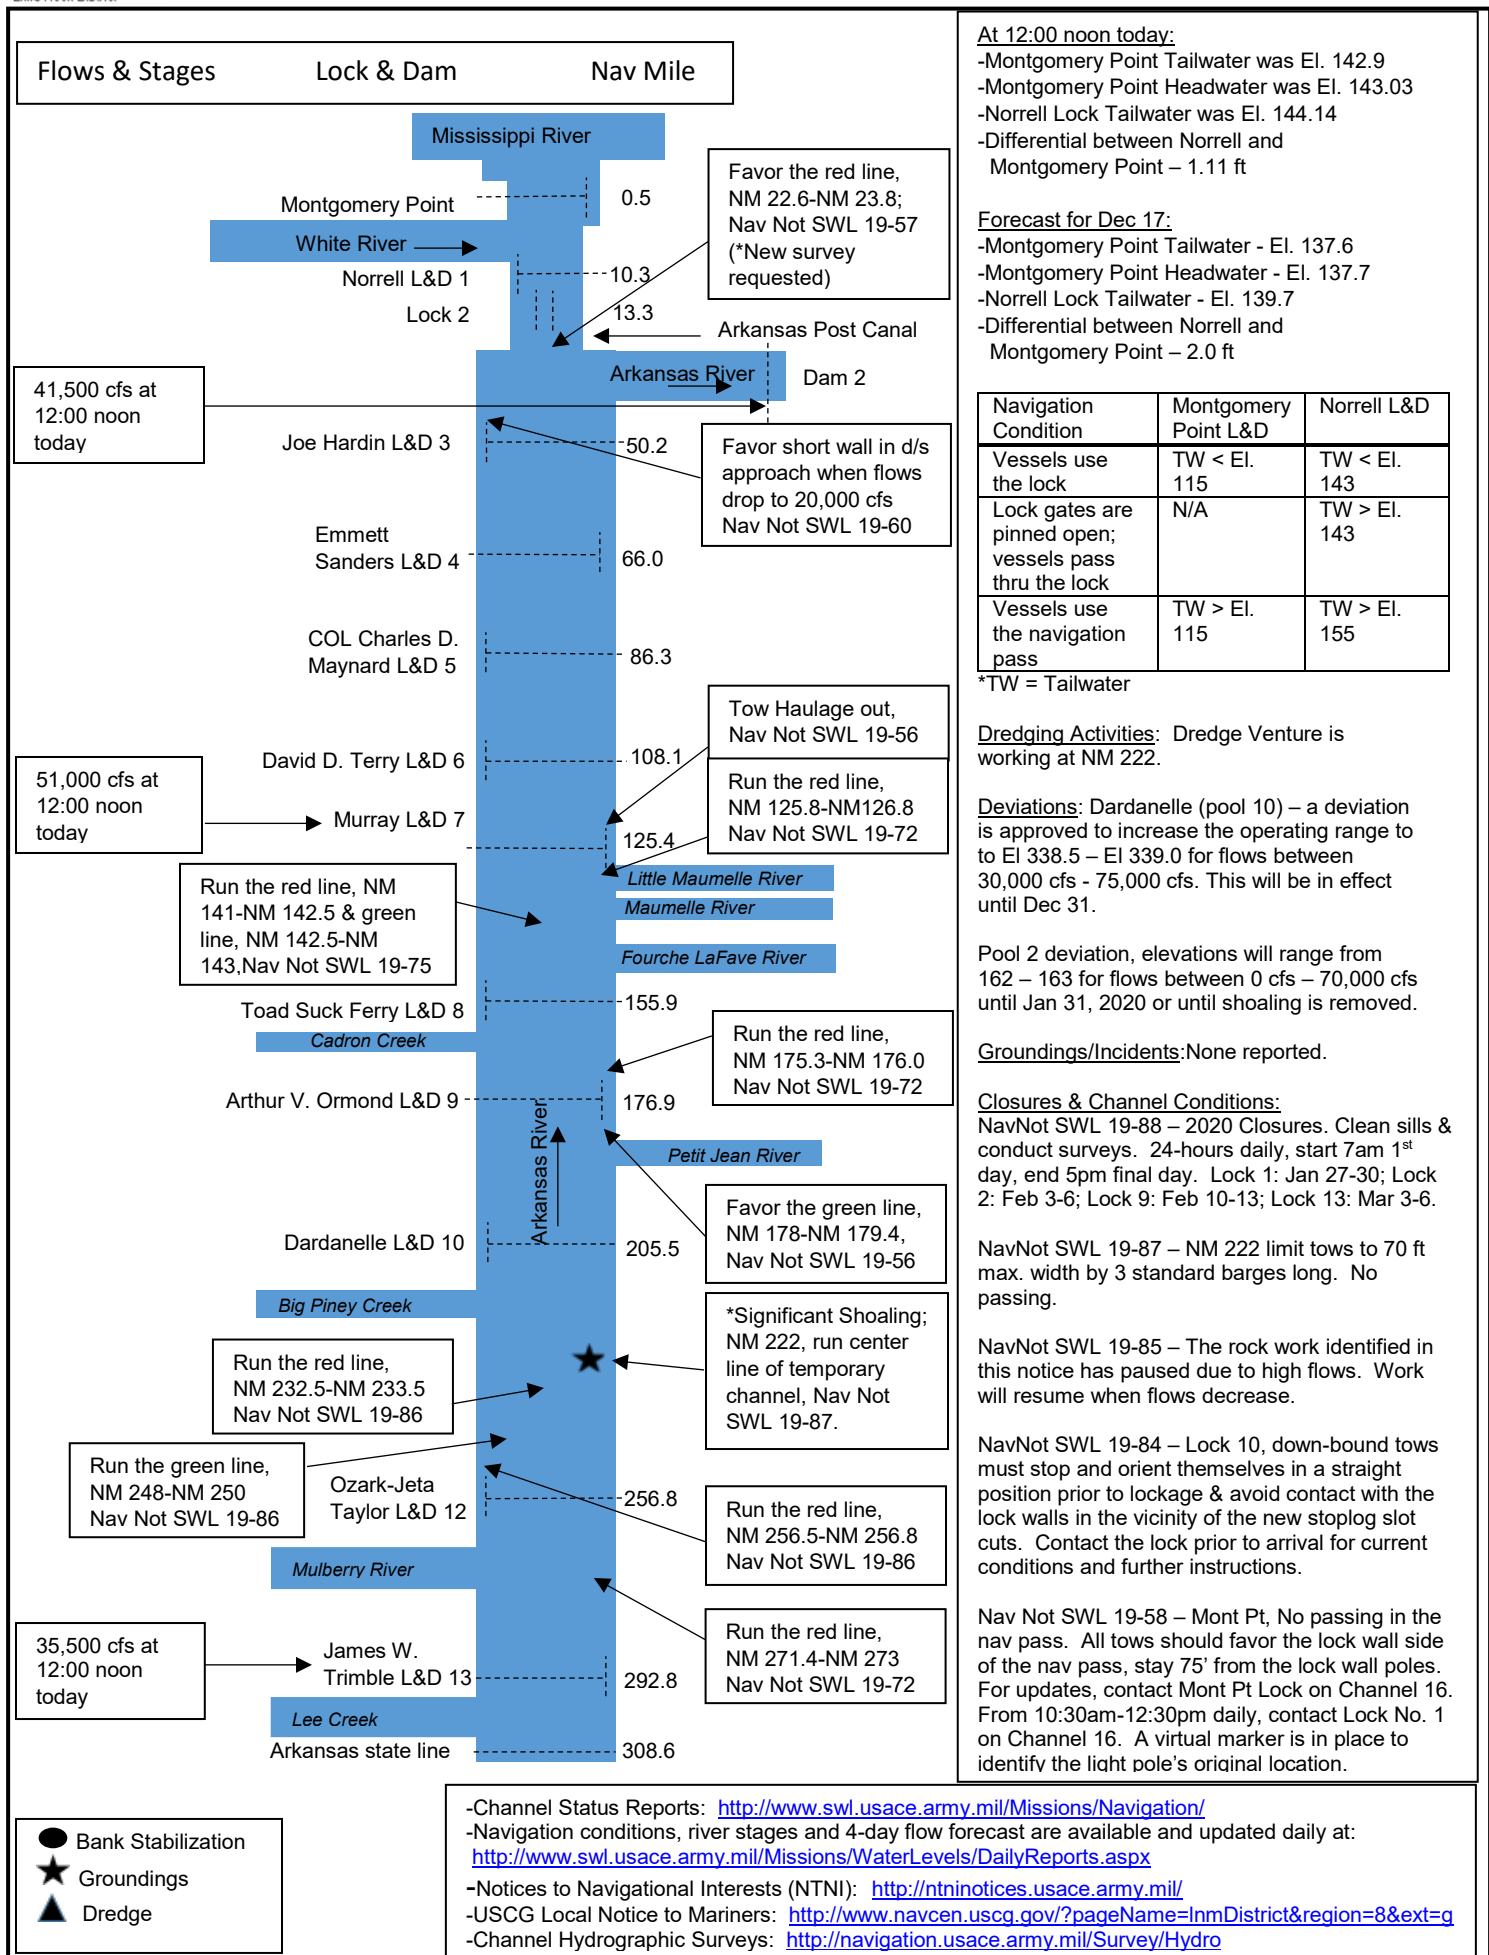 Flows & Stages Lock & Dam Nav Mile
Mississippi River
Montgomery Point 0.5
White River
Norrell L&D 1 10.3
Lock 2 13.3
Favor the red line,
NM 22.6-NM 23.8;
Nav Not SWL 19-57
(*New survey
requested)
Arkansas Post Canal
Arkansas River
Dam 2
41,500 cfs at
12:00 noon
today
Joe Hardin L&D 3 50.2
Favor short wall in d/s
approach when flows
drop to 20,000 cfs
Nav Not SWL 19-60
Emmett
Sanders L&D 4 66.0
COL Charles D.
Maynard L&D 5 86.3
Tow Haulage out,
Nav Not SWL 19-56
David D. Terry L&D 6 108.1
51,000 cfs at
12:00 noon
today
Run the red line,
NM 125.8-NM126.8
Nav Not SWL 19-72
Murray L&D 7
125.4
Little Maumelle River
Maumelle River
Run the red line, NM
141-NM 142.5 & green
line, NM 142.5-NM
143,Nav Not SWL 19-75
Fourche LaFave River
Toad Suck Ferry L&D 8 155.9
Cadron Creek
Run the red line,
NM 175.3-NM 176.0
Nav Not SWL 19-72
Arthur V. Ormond L&D 9 176.9
Arkansas River
Petit Jean River
Favor the green line,
NM 178-NM 179.4,
Nav Not SWL 19-56
Dardanelle L&D 10 205.5
Big Piney Creek
*Significant Shoaling;
NM 222, run center
line of temporary
channel, Nav Not
SWL 19-87.
Run the red line,
NM 232.5-NM 233.5
Nav Not SWL 19-86
Run the green line,
NM 248-NM 250
Nav Not SWL 19-86
Ozark-Jeta
Taylor L&D 12 256.8
Run the red line,
NM 256.5-NM 256.8
Nav Not SWL 19-86
Mulberry River
Run the red line,
NM 271.4-NM 273
Nav Not SWL 19-72
35,500 cfs at
12:00 noon
today
James W.
Trimble L&D 13 292.8
Lee Creek
Arkansas state line 308.6
At 12:00 noon today:
-Montgomery Point Tailwater was El. 142.9
-Montgomery Point Headwater was El. 143.03
-Norrell Lock Tailwater was El. 144.14
-Differential between Norrell and
Montgomery Point – 1.11 ft
Forecast for Dec 17:
-Montgomery Point Tailwater - El. 137.6
-Montgomery Point Headwater - El. 137.7
-Norrell Lock Tailwater - El. 139.7
-Differential between Norrell and
Montgomery Point – 2.0 ft
Navigation Montgomery Norrell L&D
Condition Point L&D
Vessels use TW < El. TW < El.
the lock 115 143
Lock gates are N/A TW > El.
pinned open; 143
vessels pass
thru the lock
Vessels use TW > El. TW > El.
the navigation 115 155
pass
*TW = Tailwater
Dredging Activities: Dredge Venture is
working at NM 222.
Deviations: Dardanelle (pool 10) – a deviation
is approved to increase the operating range to
to El 338.5 – El 339.0 for flows between
30,000 cfs - 75,000 cfs. This will be in effect
until Dec 31.
Pool 2 deviation, elevations will range from
162 – 163 for flows between 0 cfs – 70,000 cfs
until Jan 31, 2020 or until shoaling is removed.
Groundings/Incidents:None reported.
Closures & Channel Conditions:
NavNot SWL 19-88 – 2020 Closures. Clean sills &
conduct surveys. 24-hours daily, start 7am 1st
day, end 5pm final day. Lock 1: Jan 27-30; Lock
2: Feb 3-6; Lock 9: Feb 10-13; Lock 13: Mar 3-6.
NavNot SWL 19-87 – NM 222 limit tows to 70 ft
max. width by 3 standard barges long. No
passing.
NavNot SWL 19-85 – The rock work identified in
this notice has paused due to high flows. Work
will resume when flows decrease.
NavNot SWL 19-84 – Lock 10, down-bound tows
must stop and orient themselves in a straight
position prior to lockage & avoid contact with the
lock walls in the vicinity of the new stoplog slot
cuts. Contact the lock prior to arrival for current
conditions and further instructions.
Nav Not SWL 19-58 – Mont Pt, No passing in the
nav pass. All tows should favor the lock wall side
of the nav pass, stay 75' from the lock wall poles.
For updates, contact Mont Pt Lock on Channel 16.
From 10:30am-12:30pm daily, contact Lock No. 1
on Channel 16. A virtual marker is in place to
identify the light pole's original location.
Bank Stabilization
Groundings
Dredge
-Channel Status Reports: http://www.swl.usace.army.mil/Missions/Navigation/
-Navigation conditions, river stages and 4-day flow forecast are available and updated daily at:
http://www.swl.usace.army.mil/Missions/WaterLevels/DailyReports.aspx
-Notices to Navigational Interests (NTNI): http://ntninotices.usace.army.mil/
-USCG Local Notice to Mariners: http://www.navcen.uscg.gov/?pageName=lnmDistrict&region=8&ext=g
-Channel Hydrographic Surveys: http://navigation.usace.army.mil/Survey/Hydro